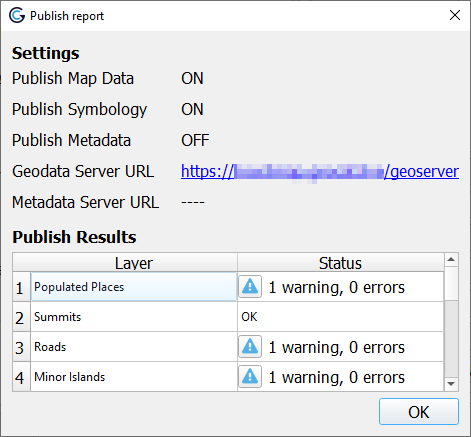 Publish report
Settings
Publish Map Data ON
Publish Symbology ON
Publish Metadata OFF
Geodata Server URL https:// /geoserver
Metadata Server URL ----
Publish Results
Layer Status
1 Populated Places 1 warning, 0 errors
2 Summits OK
3 Roads 1 warning, 0 errors
4 Minor Islands 1 warning, 0 errors
OK